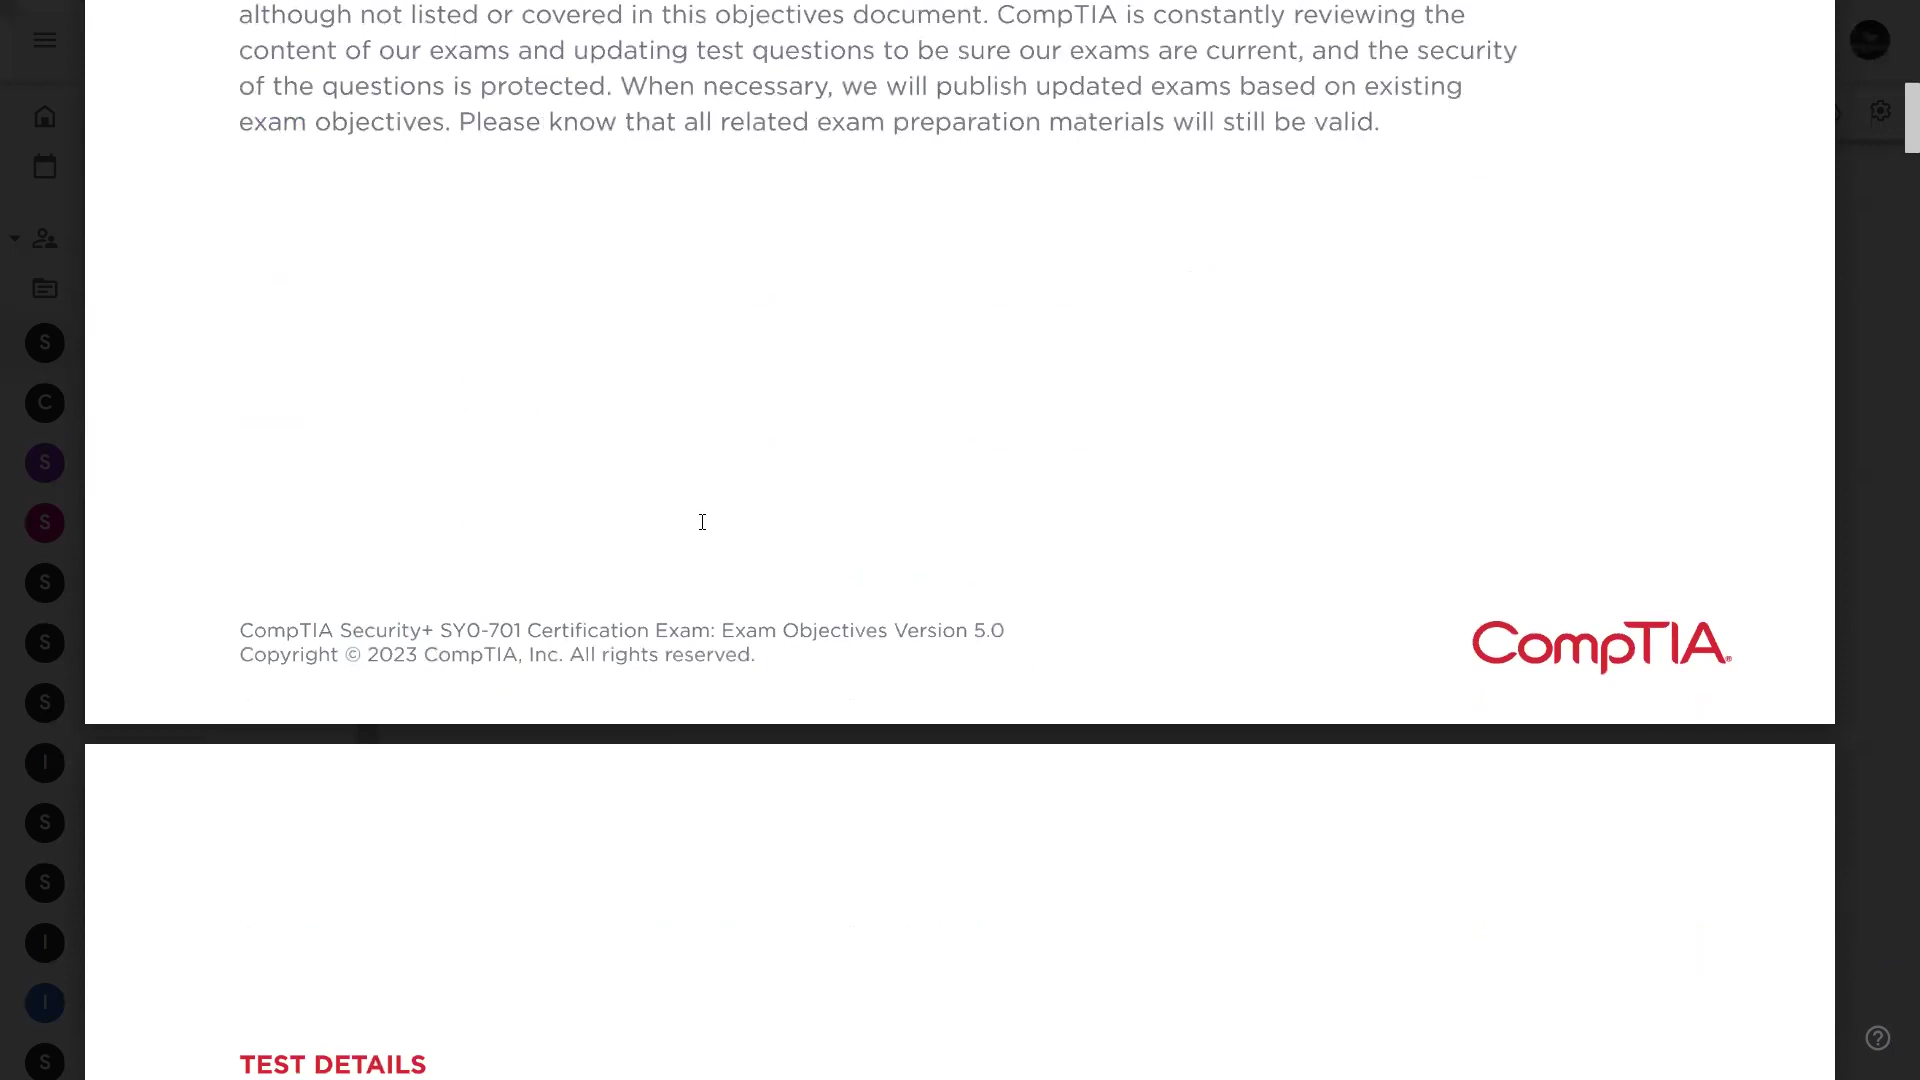 although not listed or covered in this objectives document. CompTIA is constantly reviewing the
content of our exams and updating test questions to be sure our exams are current, and the security
of the questions is protected. When necessary, we will publish updated exams based on existing
exam objectives. Please know that all related exam preparation materials will still be valid.
S
C
S
S
S
S
S
I
S
S
I
I
S
CompTIA Security+ SY0-701 Certification Exam: Exam Objectives Version 5.0
Copyright © 2023 CompTIA, Inc. All rights reserved.
CompTIA®
TEST DETAILS